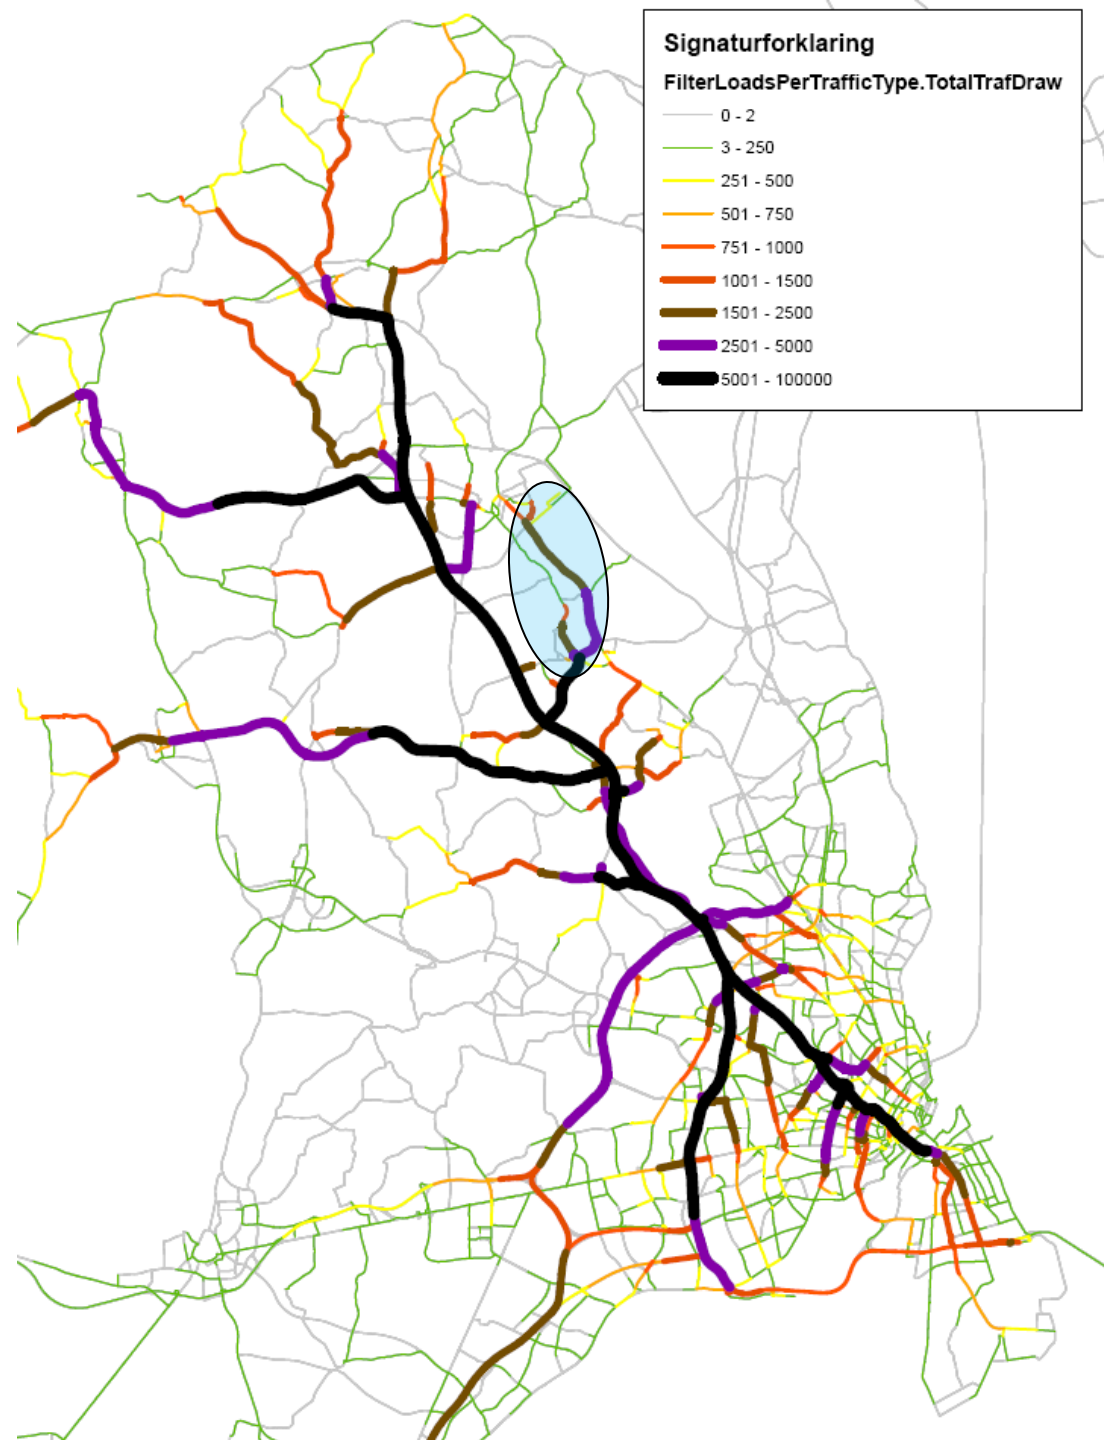 Signaturforklaring
FilterLoadsPerTrafficType.TotalTrafDraw
0 - 2
3 - 250
251 - 500
501 - 750
751 - 1000
1001 - 1500
1501 - 2500
2501 - 5000
5001 - 100000